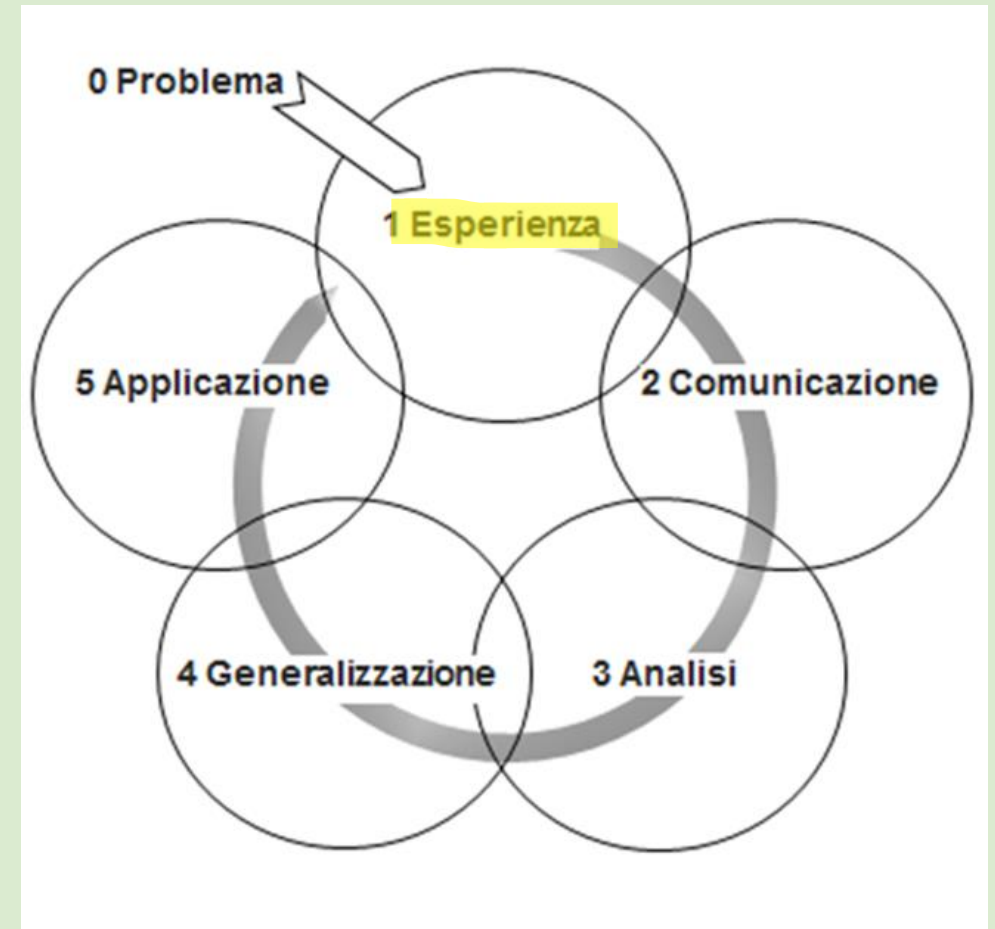 0 Problema
1 Esperienza
2 Comunicazione
3 Analisi
4 Generalizzazione
5 Applicazione